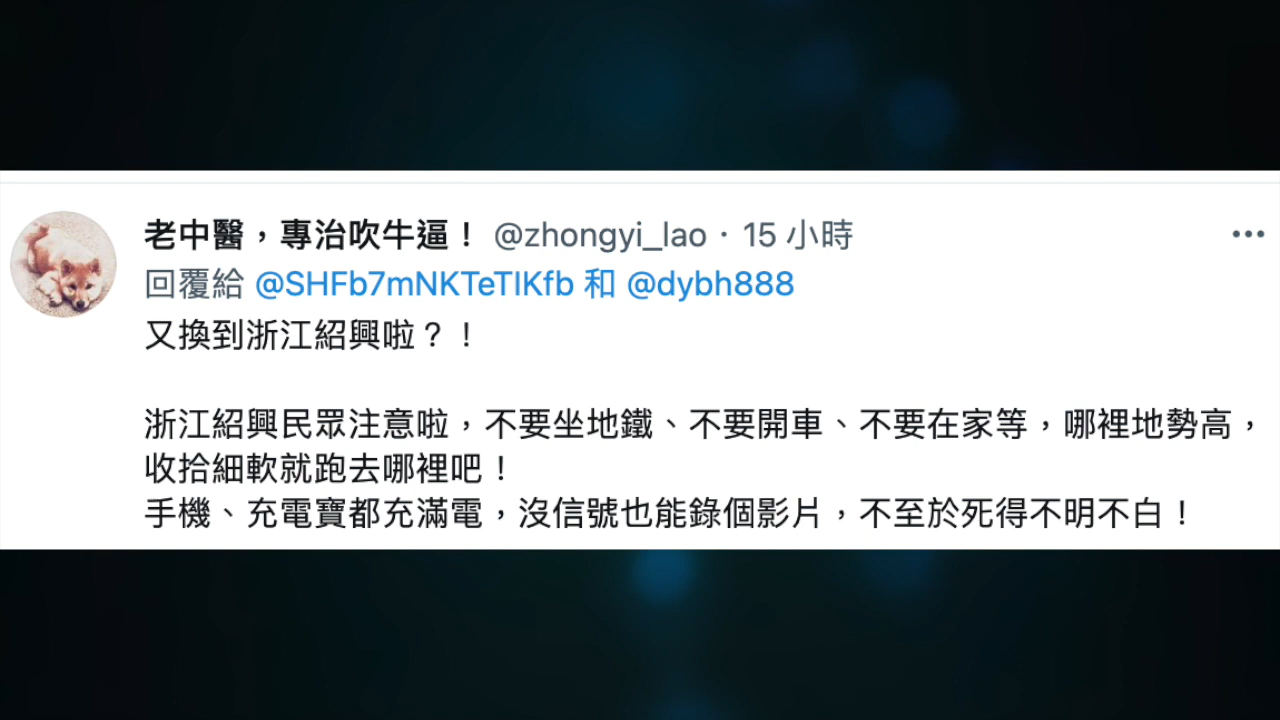 老中醫，專治吹牛逼！ @zhongyi_lao · 15 小時
回覆給 @SHFb7mNKTeTIKfb 和 @dybh888
又換到浙江紹興啦？！
浙江紹興民眾注意啦，不要坐地鐵、不要開車、不要在家等，哪裡地勢高，
收拾細軟就跑去哪裡吧！
手機、充電寶都充滿電，沒信號也能錄個影片，不至於死得不明不白！